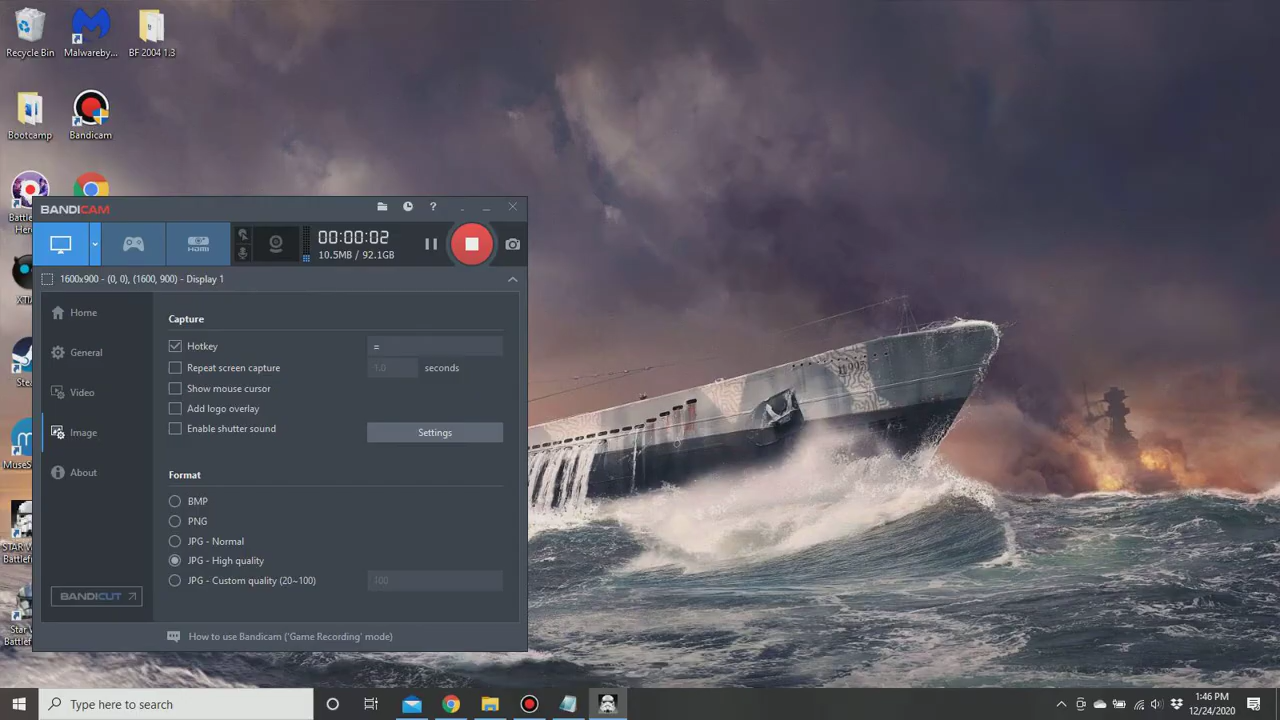 Recycle Bin
Malwareby...
BF 2004 1.3
Bootcamp
Bandicam
BANDICAM
?
HDMI
00:00:02
10.5MB / 92.1GB
1600x900 - (0, 0), (1600, 900) - Display 1
Home
General
Video
Image
About
BANDICUT
Capture
Hotkey
=
Repeat screen capture
1.0
seconds
Show mouse cursor
Add logo overlay
Enable shutter sound
Settings
Format
BMP
PNG
JPG - Normal
JPG - High quality
JPG - Custom quality (20~100)
100
How to use Bandicam ('Game Recording' mode)
Type here to search
1:46 PM
12/24/2020